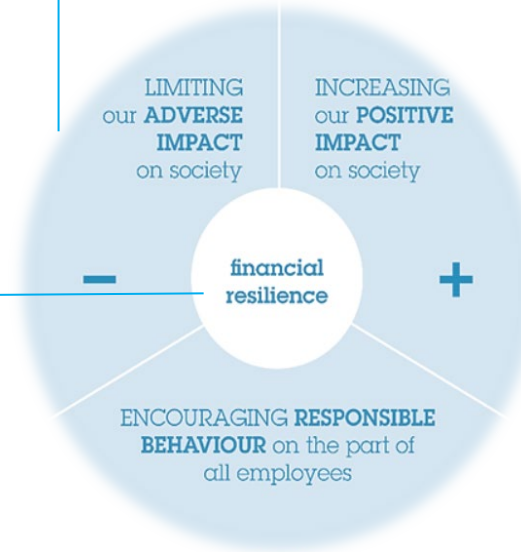 LIMITING
our ADVERSE
IMPACT
on society
INCREASING
our POSITIVE
IMPACT
on society
–
+
financial
resilience
ENCOURAGING RESPONSIBLE
BEHAVIOUR on the part of
all employees